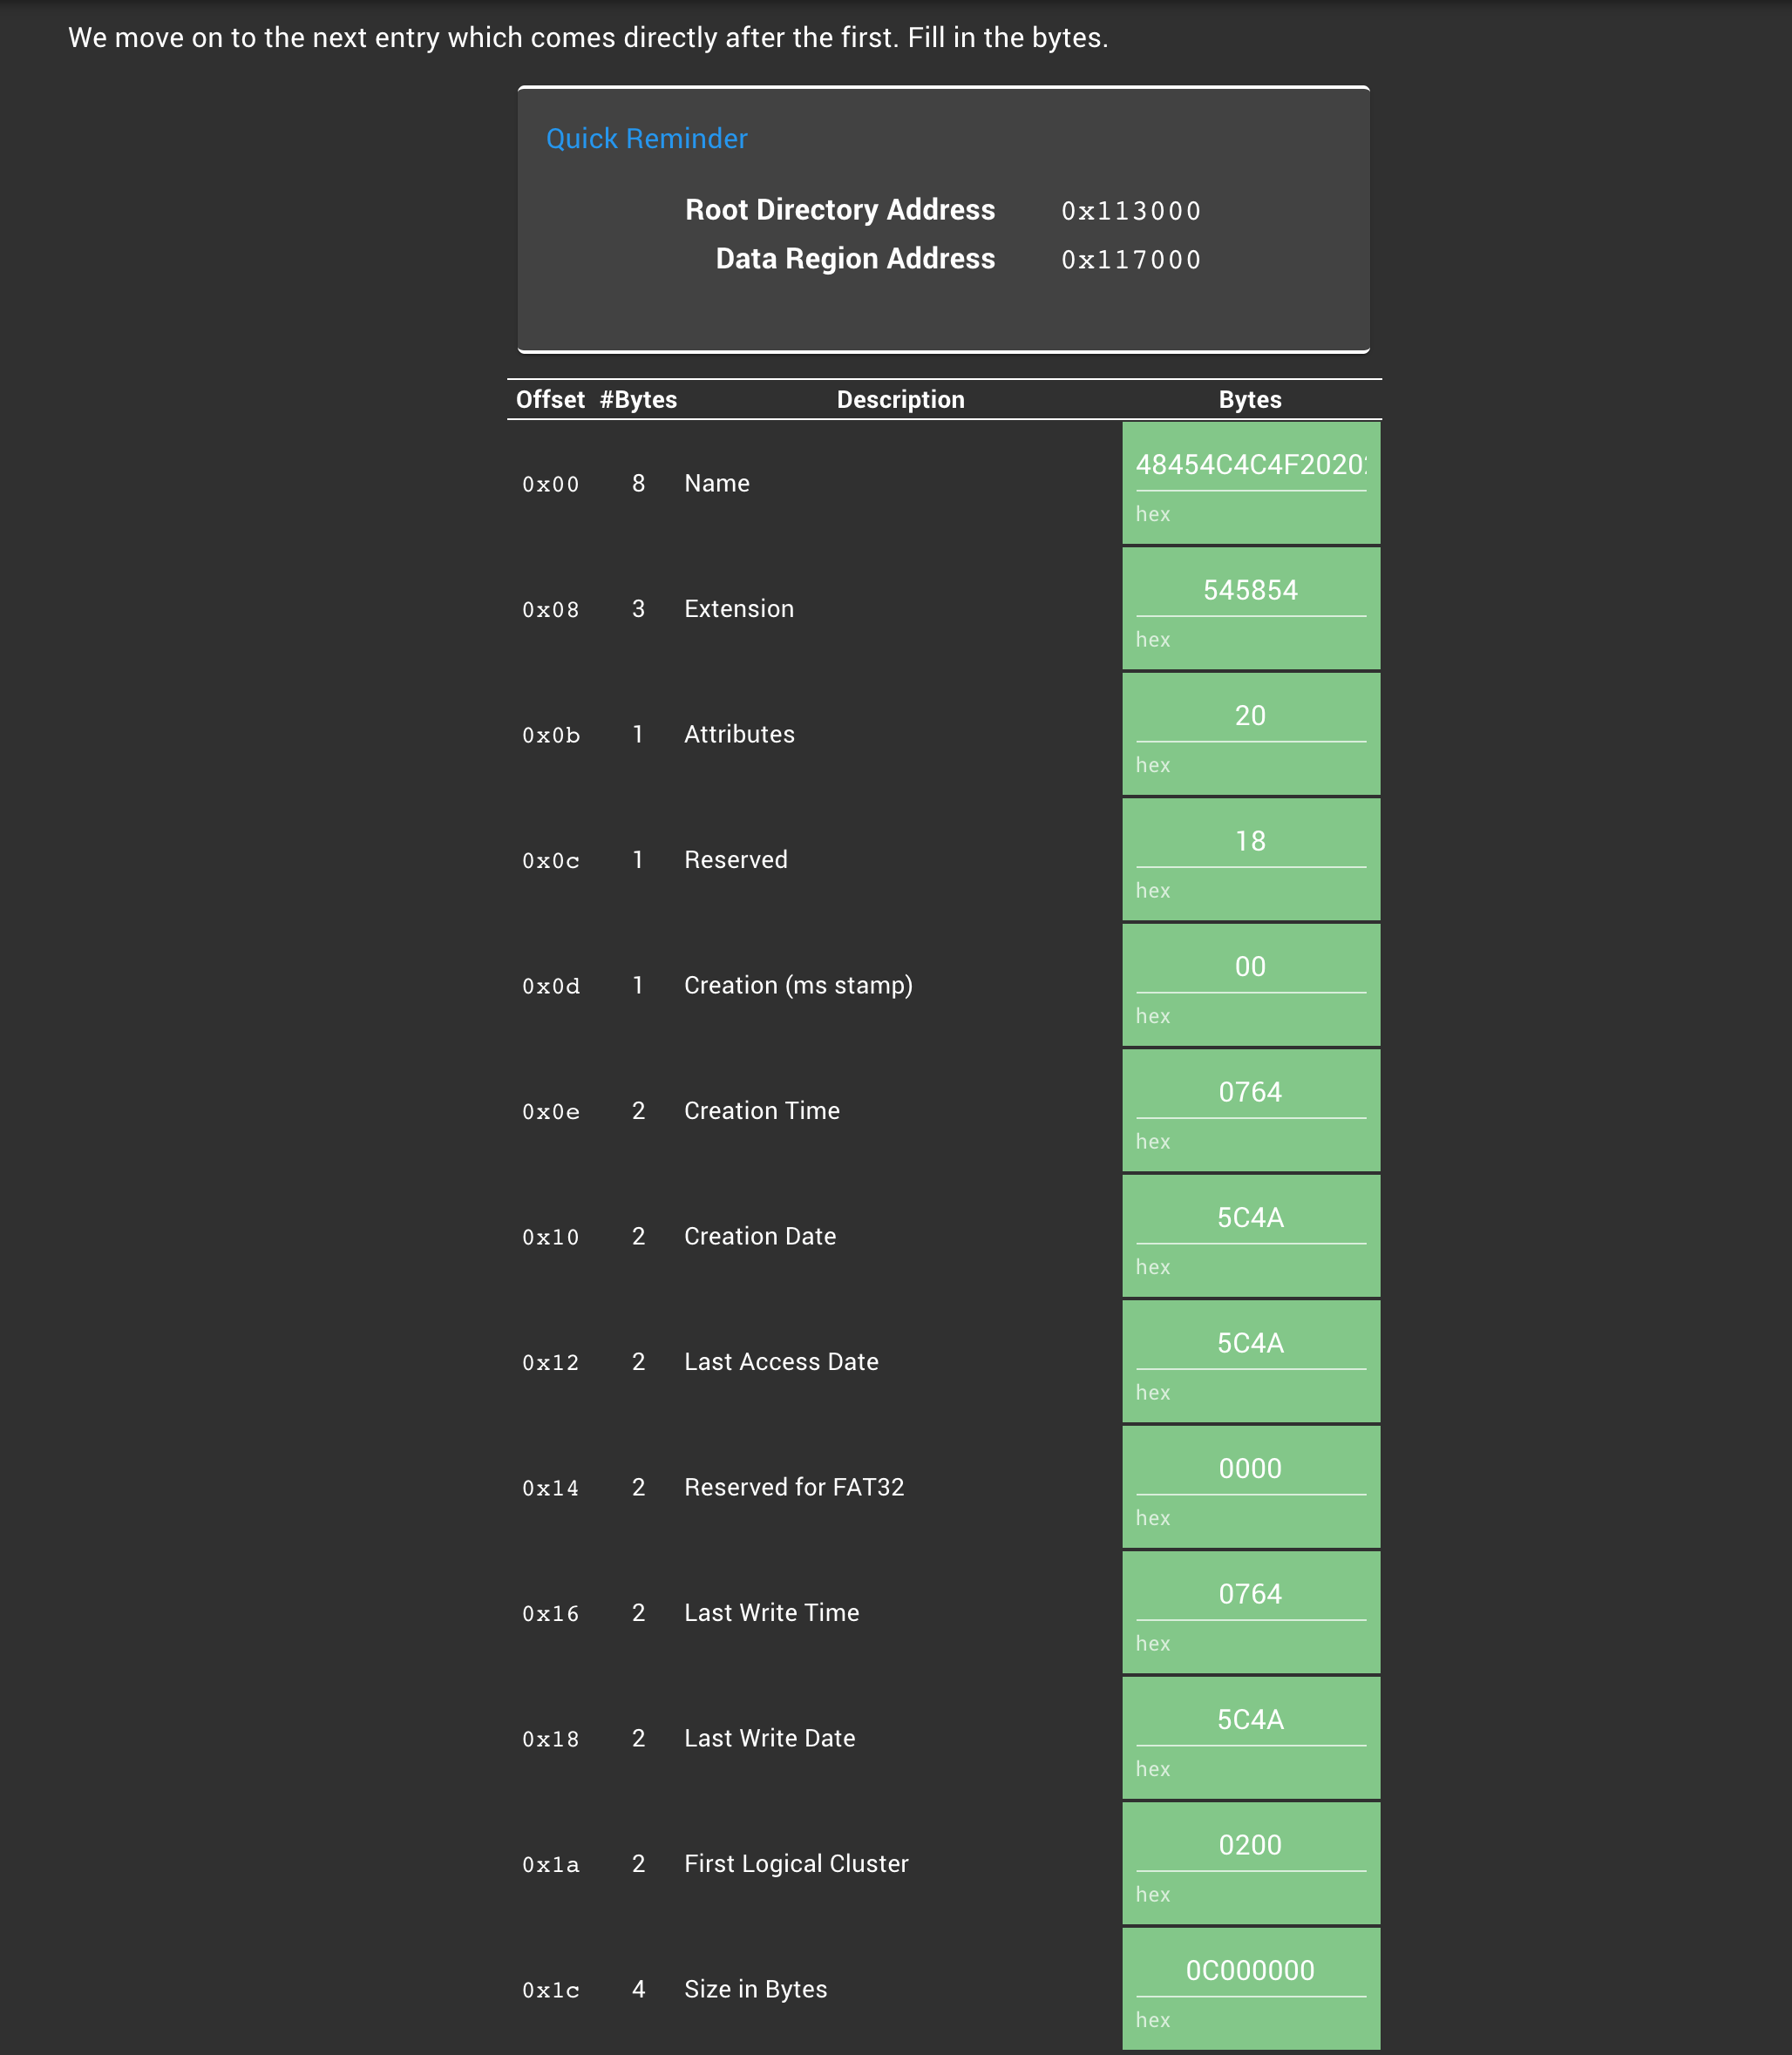 We move on to the next entry which comes directly after the first. Fill in the bytes.
Quick Reminder
Root Directory Address 0x113000
Data Region Address 0x117000
Offset #Bytes Description Bytes
0x00 8 Name 48454C4C4F2020
hex
0x08 3 Extension 545854
hex
0x0b 1 Attributes 20
hex
0x0c 1 Reserved 18
hex
0x0d 1 Creation (ms stamp) 00
hex
0x0e 2 Creation Time 0764
hex
0x10 2 Creation Date 5C4A
hex
0x12 2 Last Access Date 5C4A
hex
0x14 2 Reserved for FAT32 0000
hex
0x16 2 Last Write Time 0764
hex
0x18 2 Last Write Date 5C4A
hex
0x1a 2 First Logical Cluster 0200
hex
0x1c 4 Size in Bytes 0C000000
hex